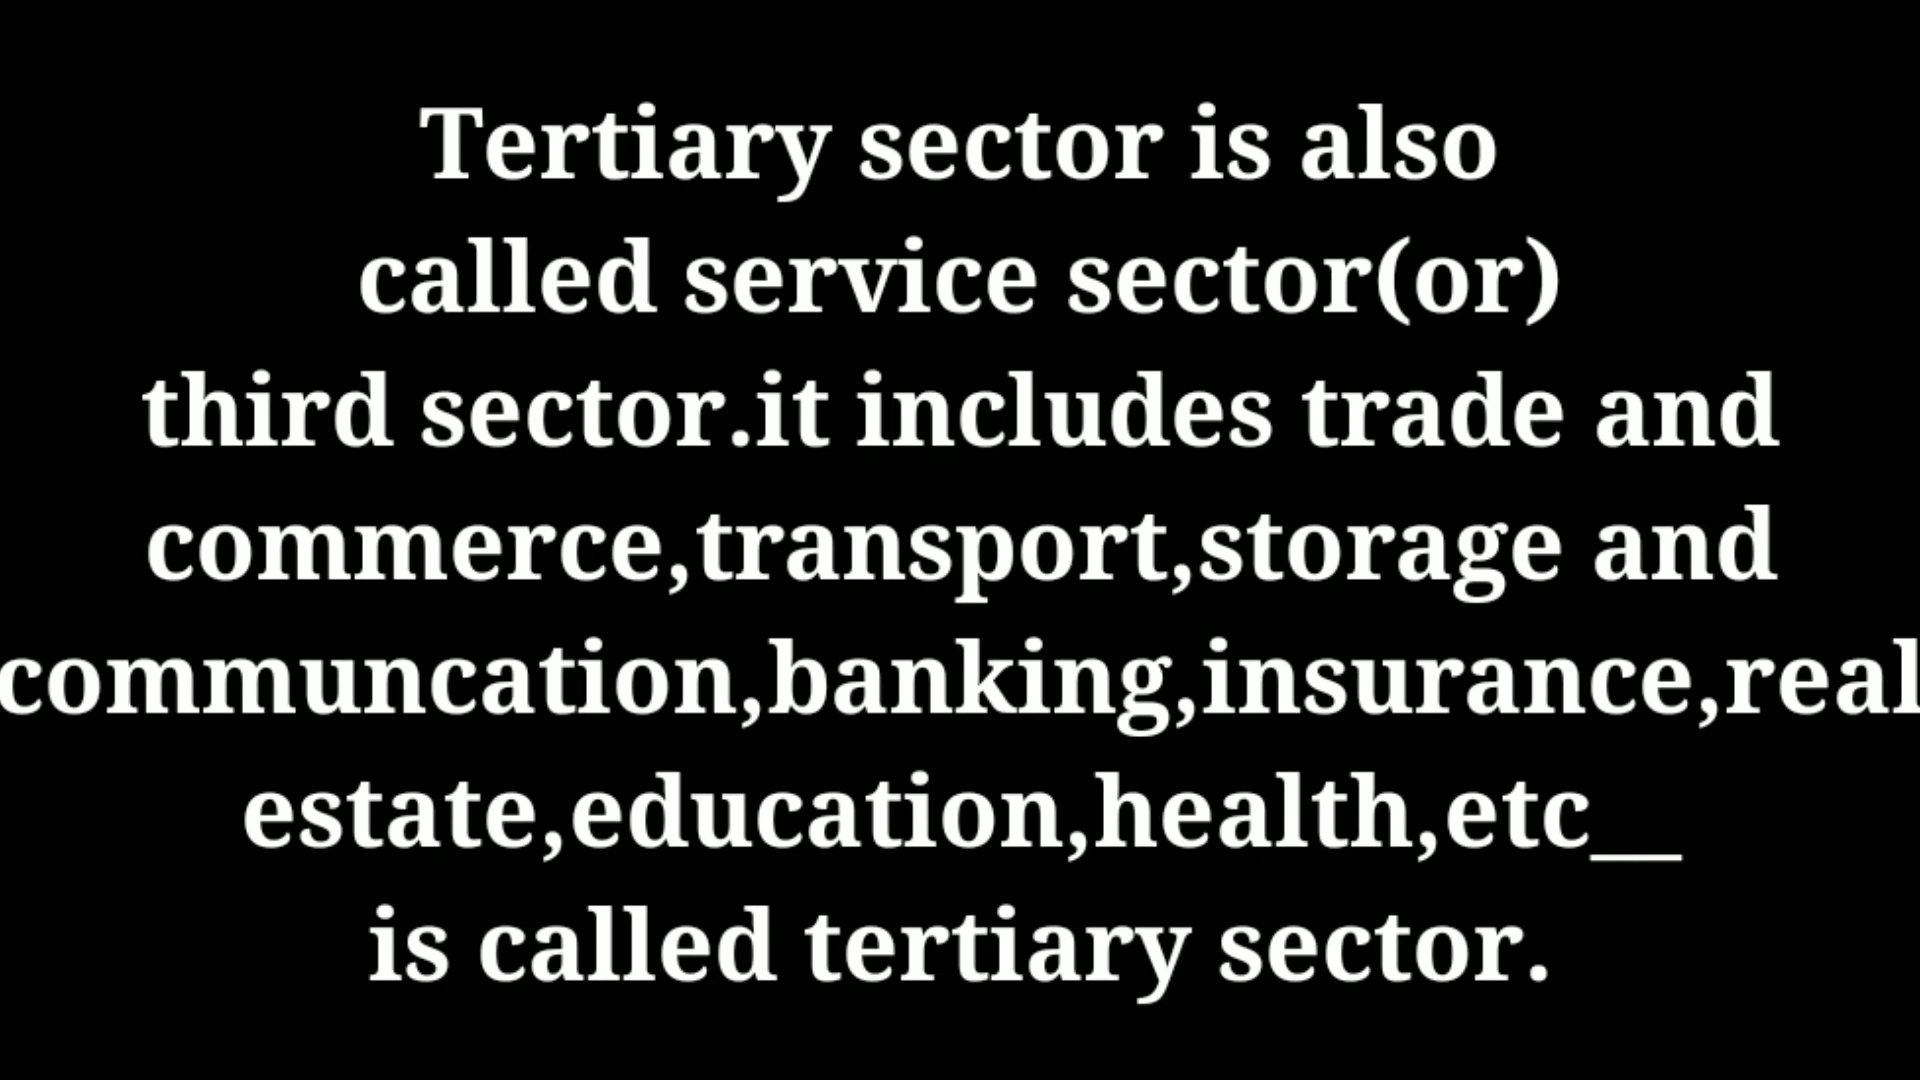 Tertiary sector is also
called service sector(or)
third sector.it includes trade and
commerce,transport,storage and
communcation,banking,insurance,real
estate,education,health,etc__
is called tertiary sector.